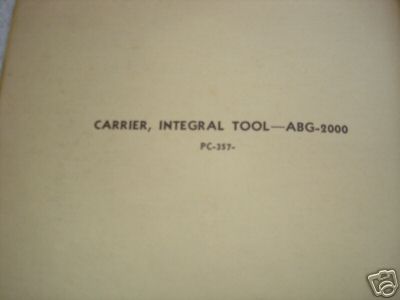 CARRIER, INTEGRAL TOOL—ABG-2000
PC-357-